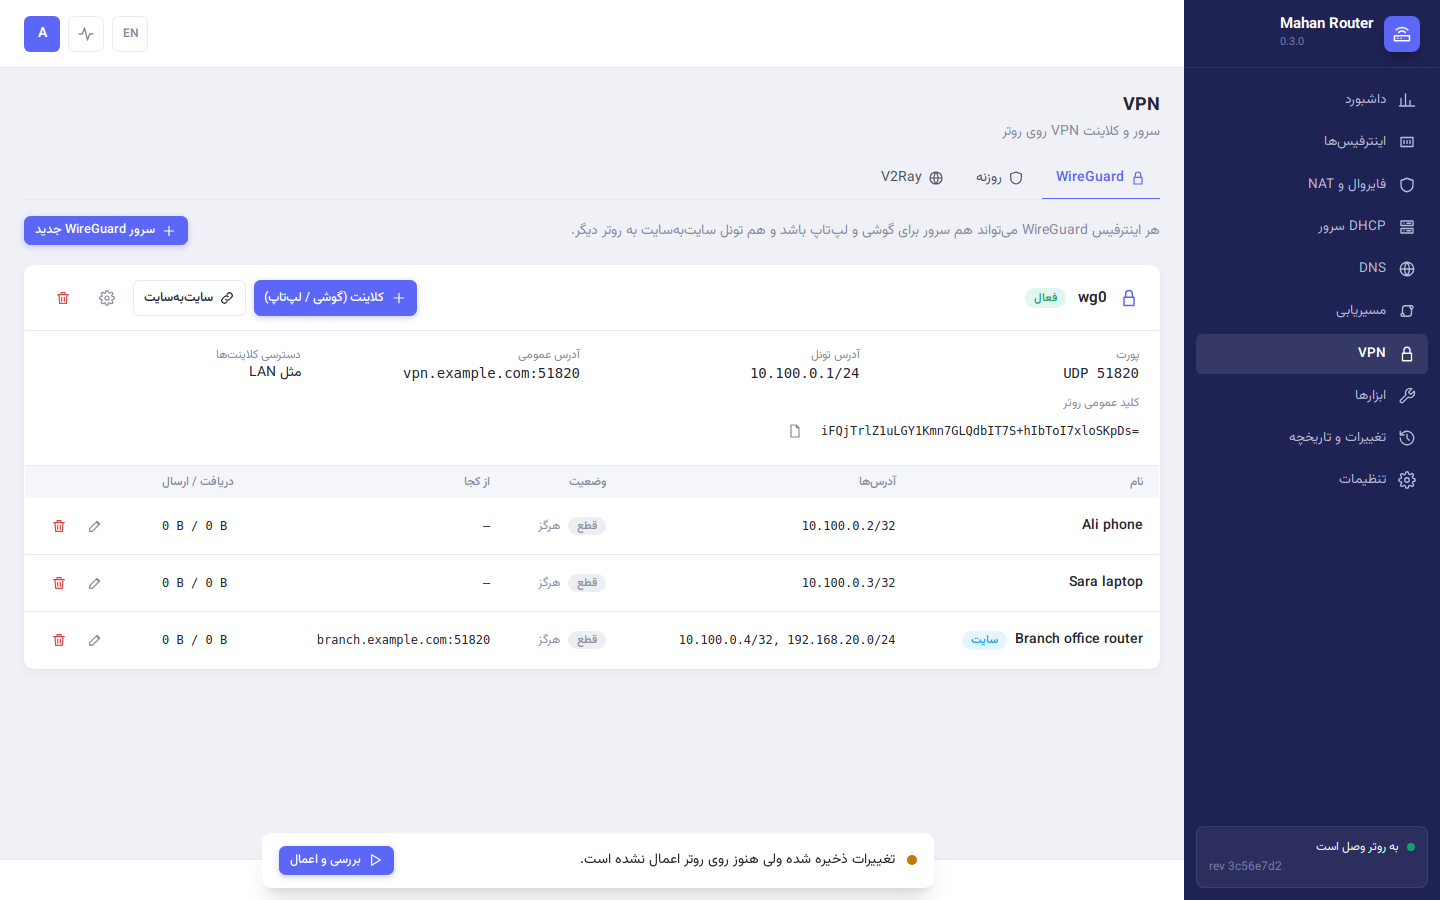 Mahan Router
0.3.0
داشبورد
اینترفیس‌ها
فایروال و NAT
سرور DHCP
DNS
مسیریابی
VPN
ابزارها
تغییرات و تاریخچه
تنظیمات
به روتر وصل است
rev 3c56e7d2
EN
A
VPN
سرور و کلاینت VPN روی روتر
WireGuard
روزنه
V2Ray
هر اینترفیس WireGuard می‌تواند هم سرور برای گوشی و لپ‌تاپ باشد و هم تونل سایت‌به‌سایت به روتر دیگر.
سرور WireGuard جدید
wg0 فعال
کلاینت (گوشی / لپ‌تاپ)
سایت‌به‌سایت
پورت
UDP 51820
آدرس تونل
10.100.0.1/24
آدرس عمومی
vpn.example.com:51820
دسترسی کلاینت‌ها
مثل LAN
کلید عمومی روتر
iFQjTrlZ1uLGY1Kmn7GLQdbIT7S+hIbToI7xloSKpDs=
نام آدرس‌ها وضعیت از کجا دریافت / ارسال
Ali phone 10.100.0.2/32 قطع هرگز – 0 B / 0 B
Sara laptop 10.100.0.3/32 قطع هرگز – 0 B / 0 B
Branch office router سایت 10.100.0.4/32, 192.168.20.0/24 قطع هرگز branch.example.com:51820 0 B / 0 B
تغییرات ذخیره شده ولی هنوز روی روتر اعمال نشده است.
بررسی و اعمال